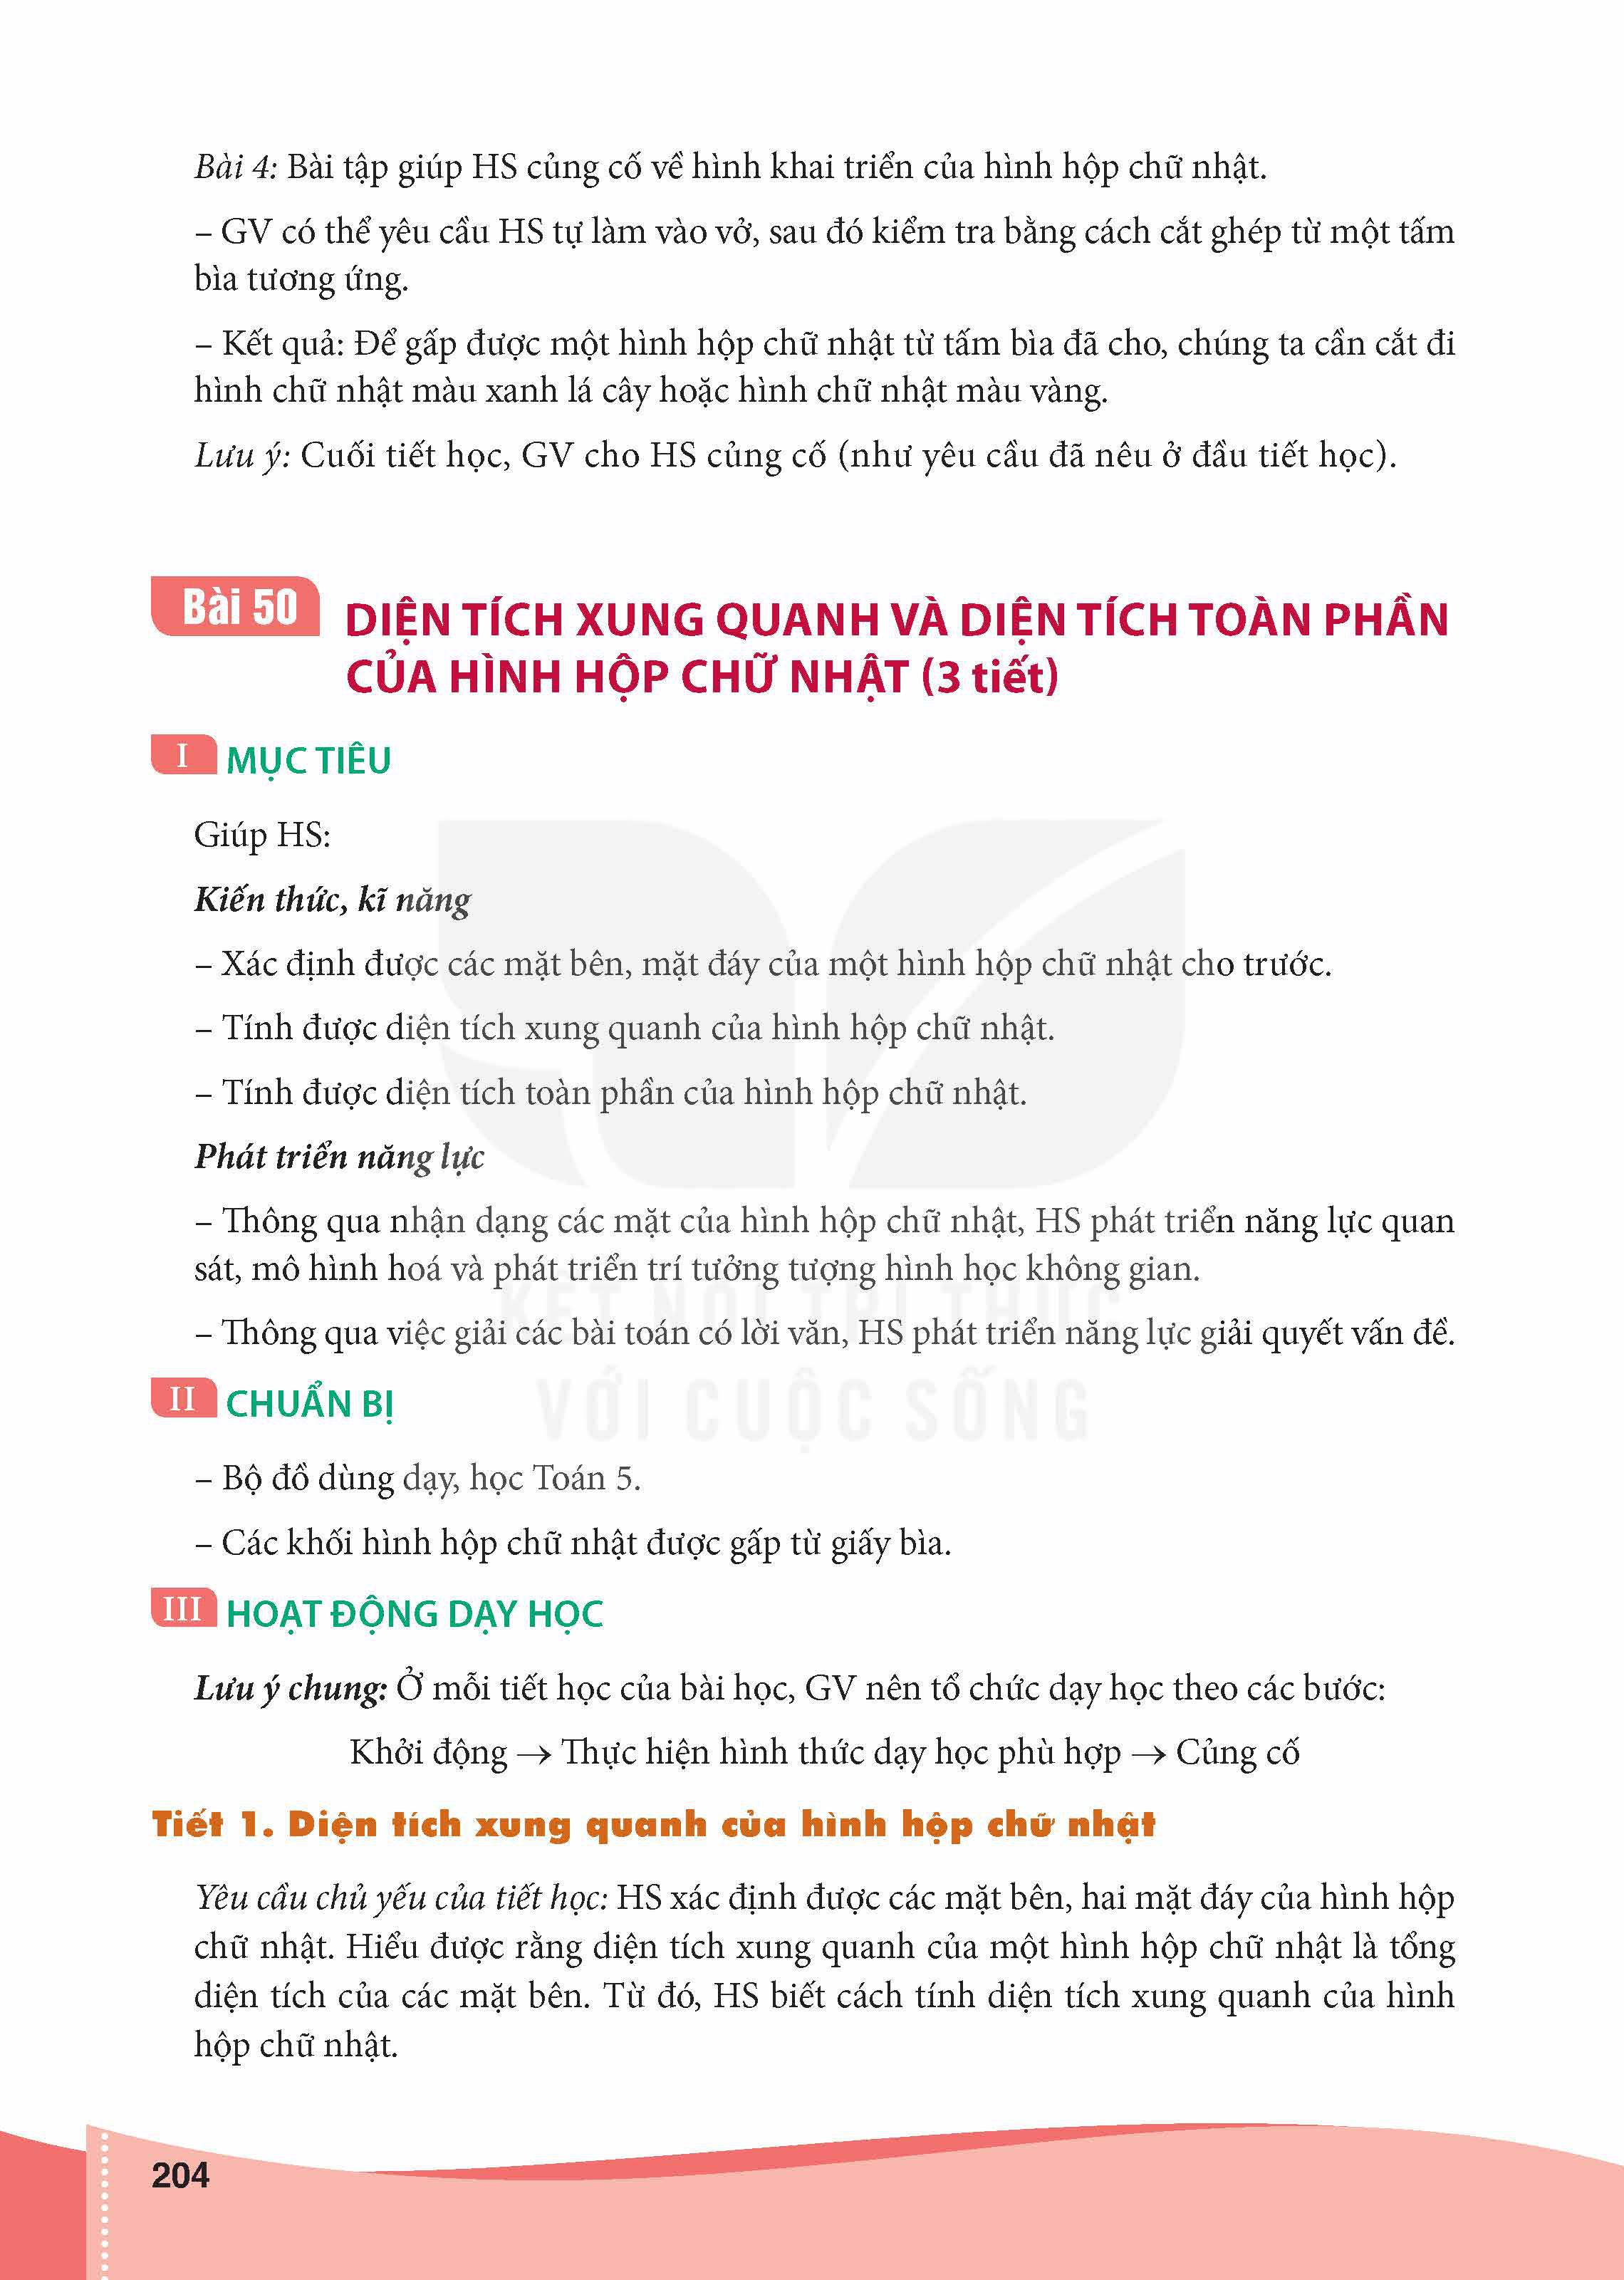 Bài 4: Bài tập giúp HS củng cố về hình khai triển của hình hộp chữ nhật.
– GV có thể yêu cầu HS tự làm vào vở, sau đó kiểm tra bằng cách cắt ghép từ một tấm
bìa tương ứng.
– Kết quả: Để gấp được một hình hộp chữ nhật từ tấm bìa đã cho, chúng ta cần cắt đi
hình chữ nhật màu xanh lá cây hoặc hình chữ nhật màu vàng.
Lưu ý: Cuối tiết học, GV cho HS củng cố (như yêu cầu đã nêu ở đầu tiết học).
Bài 50
DIỆN TÍCH XUNG QUANH VÀ DIỆN TÍCH TOÀN PHẦN
CỦA HÌNH HỘP CHỮ NHẬT (3 tiết)
I MỤC TIÊU
Giúp HS:
Kiến thức, kĩ năng
– Xác định được các mặt bên, mặt đáy của một hình hộp chữ nhật cho trước.
– Tính được diện tích xung quanh của hình hộp chữ nhật.
– Tính được diện tích toàn phần của hình hộp chữ nhật.
Phát triển năng lực
– Thông qua nhận dạng các mặt của hình hộp chữ nhật, HS phát triển năng lực quan
sát, mô hình hoá và phát triển trí tưởng tượng hình học không gian.
KẾT NỐI TRI THỨC
– Thông qua việc giải các bài toán có lời văn, HS phát triển năng lực giải quyết vấn đề.
VỚI CUỘC SỐNG
II CHUẨN BỊ
– Bộ đồ dùng dạy, học Toán 5.
– Các khối hình hộp chữ nhật được gấp từ giấy bìa.
III HOẠT ĐỘNG DẠY HỌC
Lưu ý chung: Ở mỗi tiết học của bài học, GV nên tổ chức dạy học theo các bước:
Khởi động → Thực hiện hình thức dạy học phù hợp → Củng cố
Tiết 1. Diện tích xung quanh của hình hộp chữ nhật
Yêu cầu chủ yếu của tiết học: HS xác định được các mặt bên, hai mặt đáy của hình hộp
chữ nhật. Hiểu được rằng diện tích xung quanh của một hình hộp chữ nhật là tổng
diện tích của các mặt bên. Từ đó, HS biết cách tính diện tích xung quanh của hình
hộp chữ nhật.
204